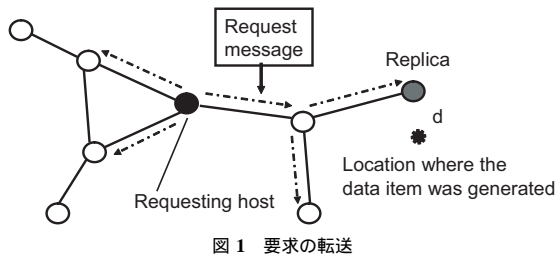 Request
message
Replica
d
Location where the
data item was generated
Requesting host
図 1 要求の転送